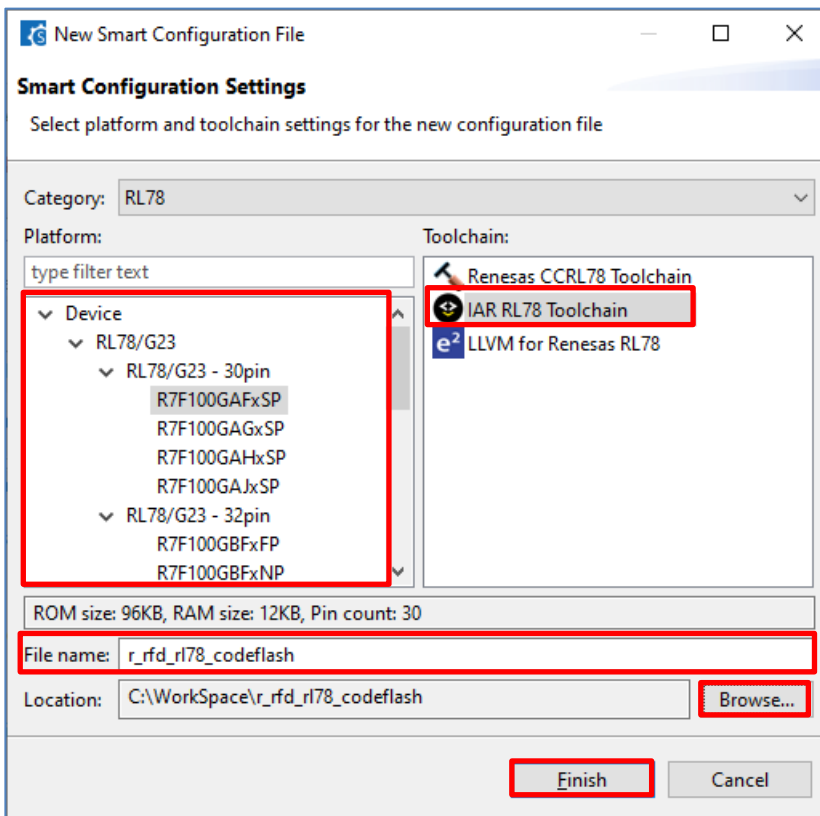 New Smart Configuration File
Smart Configuration Settings
Select platform and toolchain settings for the new configuration file
Category: RL78
Platform:
type filter text
Device
RL78/G23
RL78/G23 - 30pin
R7F100GAFxSP
R7F100GAGxSP
R7F100GAHxSP
R7F100GAJxSP
RL78/G23 - 32pin
R7F100GBFxFP
R7F100GBFxNP
Toolchain:
Renesas CCRL78 Toolchain
IAR RL78 Toolchain
e² LLVM for Renesas RL78
ROM size: 96KB, RAM size: 12KB, Pin count: 30
File name: r_rfd_rl78_codeflash
Location: C:\WorkSpace\r_rfd_rl78_codeflash Browse...
Finish Cancel